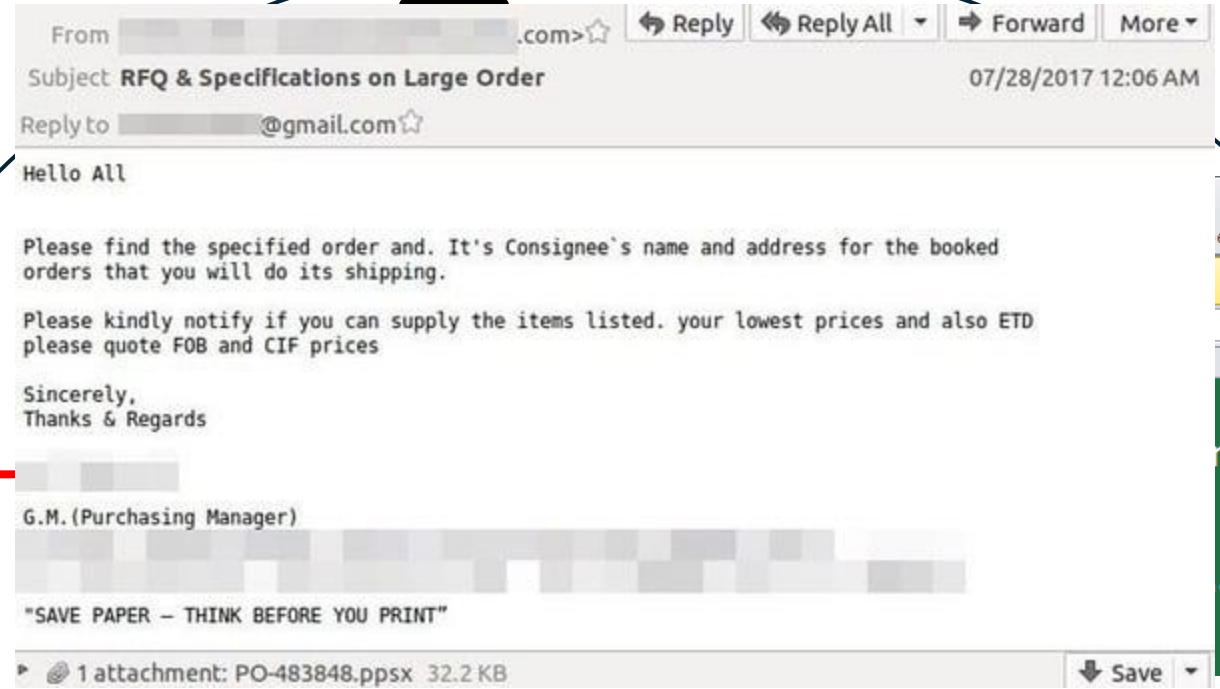 From .com>
Reply Reply All Forward More
Subject RFQ & Specifications on Large Order
07/28/2017 12:06 AM
Reply to @gmail.com
Hello All
Please find the specified order and. It's Consignee`s name and address for the booked
orders that you will do its shipping.
Please kindly notify if you can supply the items listed. your lowest prices and also ETD
please quote FOB and CIF prices
Sincerely,
Thanks & Regards
G.M.(Purchasing Manager)
"SAVE PAPER – THINK BEFORE YOU PRINT”
1 attachment: PO-483848.ppsx 32.2 KB
Save